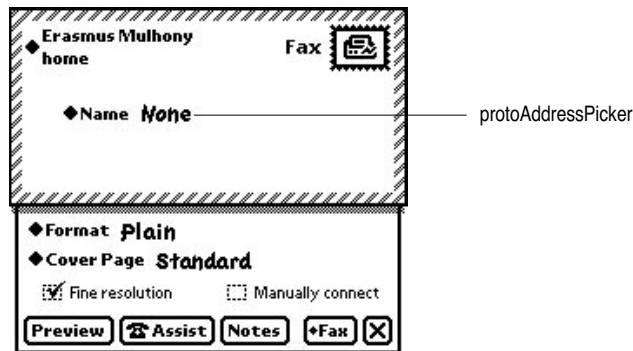 ◆Erasmus Mulhony
home
Fax
◆Name None
protoAddressPicker
◆Format Plain
◆Cover Page Standard
Fine resolution Manually connect
Preview ☎Assist Notes ◆Fax X